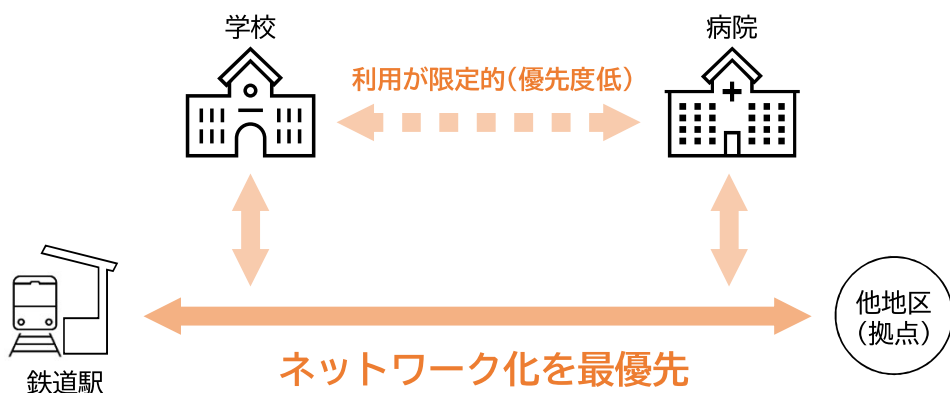 学校
病院
利用が限定的(優先度低)
他地区
(拠点)
ネットワーク化を最優先
鉄道駅